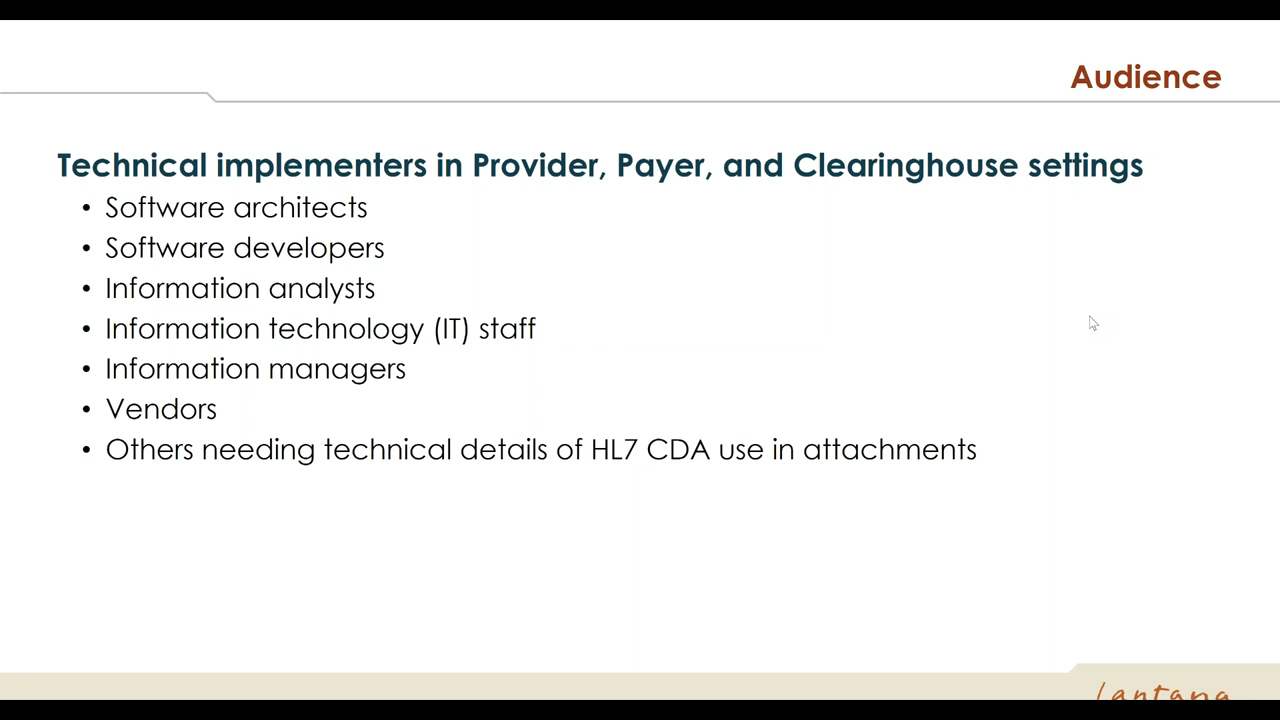 Audience
Technical implementers in Provider, Payer, and Clearinghouse settings
• Software architects
• Software developers
• Information analysts
• Information technology (IT) staff
• Information managers
• Vendors
• Others needing technical details of HL7 CDA use in attachments
Lantana